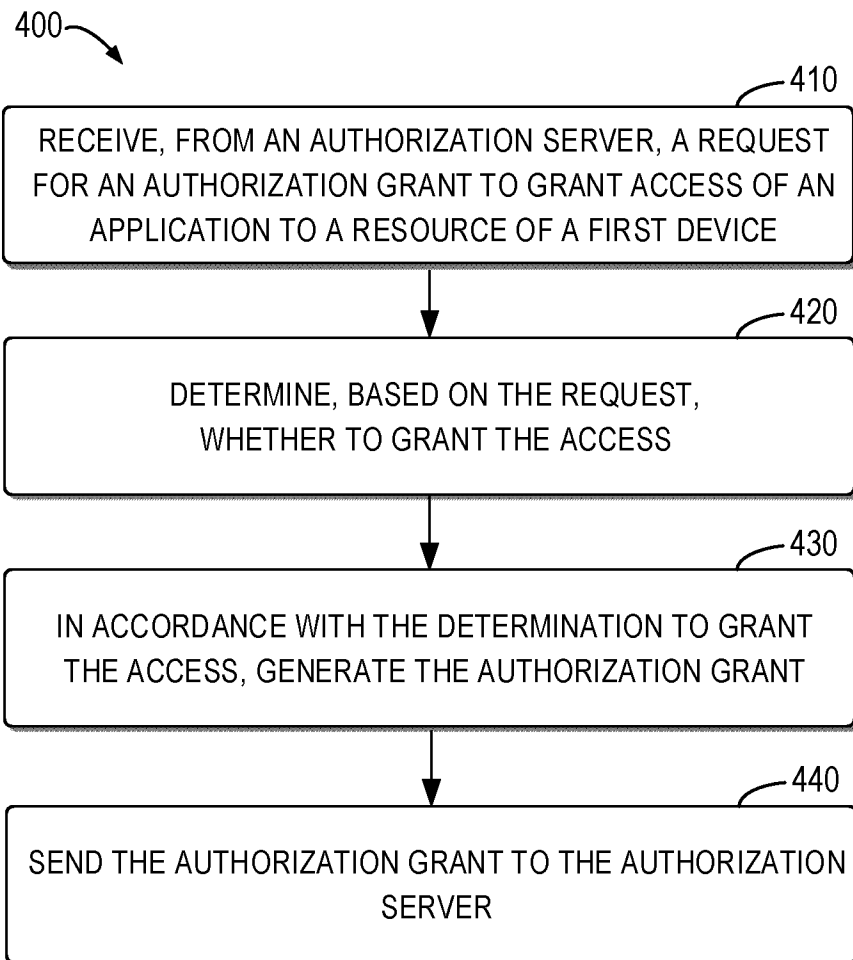 400
410
RECEIVE, FROM AN AUTHORIZATION SERVER, A REQUEST
FOR AN AUTHORIZATION GRANT TO GRANT ACCESS OF AN
APPLICATION TO A RESOURCE OF A FIRST DEVICE
420
DETERMINE, BASED ON THE REQUEST,
WHETHER TO GRANT THE ACCESS
430
IN ACCORDANCE WITH THE DETERMINATION TO GRANT
THE ACCESS, GENERATE THE AUTHORIZATION GRANT
440
SEND THE AUTHORIZATION GRANT TO THE AUTHORIZATION
SERVER